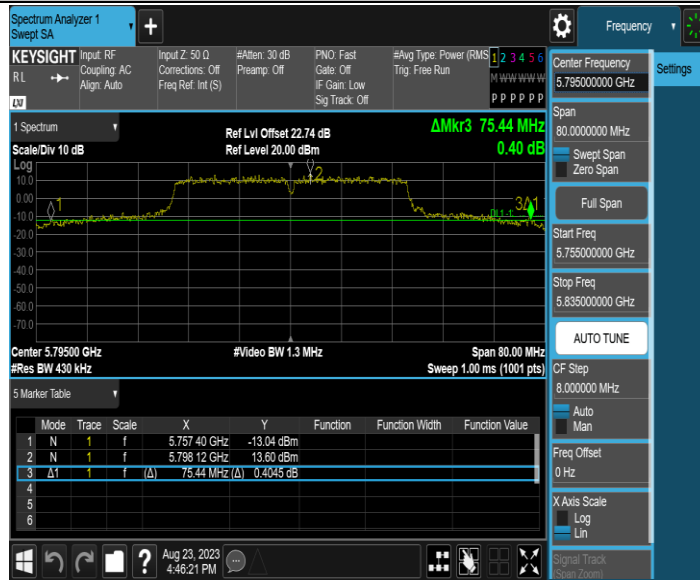 Spectrum Analyzer 1
Swept SA
+
Frequency
KEYSIGHT
RL
LXI
Input: RF
Coupling: AC
Align: Auto
Input Z: 50 Ω
Corrections: Off
Freq Ref: Int (S)
#Atten: 30 dB
Preamp: Off
PNO: Fast
Gate: Off
IF Gain: Low
Sig Track: Off
#Avg Type: Power (RMS
Trig: Free Run
1 2 3 4 5 6
M W W W W W
P P P P P P
1 Spectrum
Scale/Div 10 dB
Ref Lvl Offset 22.74 dB
Ref Level 20.00 dBm
ΔMkr3 75.44 MHz
0.40 dB
Log
10.0
0.00
-10.0
-20.0
-30.0
-40.0
-50.0
-60.0
-70.0
1
2
3Δ1
Center 5.79500 GHz
#Res BW 430 kHz
#Video BW 1.3 MHz
Span 80.00 MHz
Sweep 1.00 ms (1001 pts)
5 Marker Table
Mode Trace Scale X Y Function Function Width Function Value
1 N 1 f 5.757 40 GHz -13.04 dBm
2 N 1 f 5.798 12 GHz 13.60 dBm
3 Δ1 1 f (Δ) 75.44 MHz (Δ) 0.4045 dB
4
5
6
?
Aug 23, 2023
4:46:21 PM
Center Frequency
5.795000000 GHz
Span
80.0000000 MHz
Swept Span
Zero Span
Full Span
Start Freq
5.755000000 GHz
Stop Freq
5.835000000 GHz
AUTO TUNE
CF Step
8.000000 MHz
Auto
Man
Freq Offset
0 Hz
X Axis Scale
Log
Lin
Signal Track
(Span Zoom)
Settings